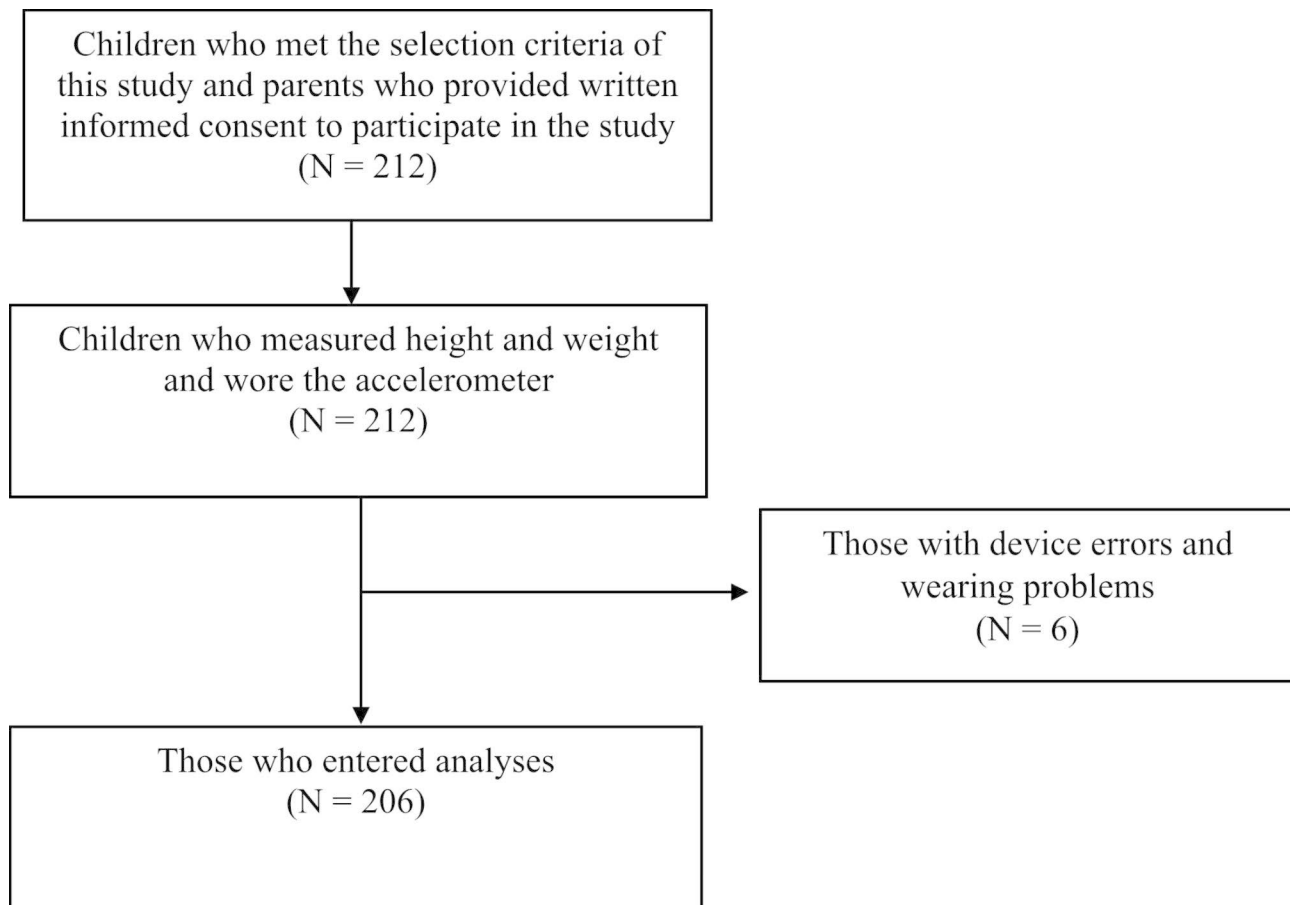 Children who met the selection criteria of
this study and parents who provided written
informed consent to participate in the study
(N = 212)
Children who measured height and weight
and wore the accelerometer
(N = 212)
Those with device errors and
wearing problems
(N = 6)
Those who entered analyses
(N = 206)